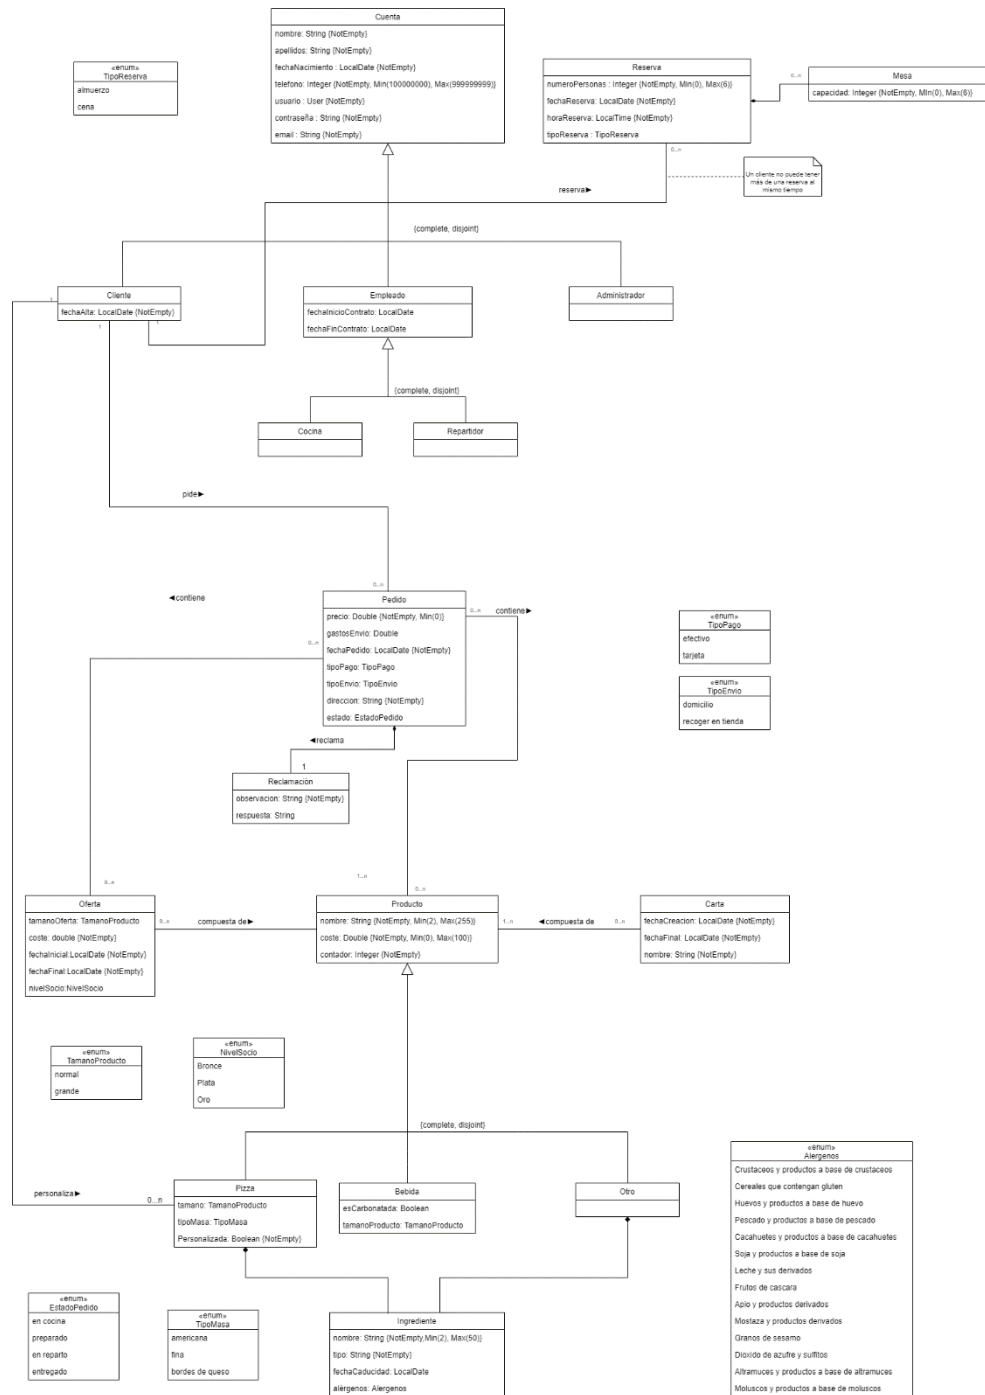 Cuenta
nombre: String {NotEmpty}
apellidos: String {NotEmpty}
fechaNacimiento : LocalDate {NotEmpty}
telefono: Integer {NotEmpty, Min(100000000), Max(999999999)}
usuario : User {NotEmpty}
contraseña : String {NotEmpty}
email : String {NotEmpty}
«enum»
TipoReserva
almuerzo
cena
Reserva
numeroPersonas : Integer {NotEmpty, Min(0), Max(6)}
fechaReserva: LocalDate {NotEmpty}
horaReserva: LocalTime {NotEmpty}
tipoReserva : TipoReserva
0..n
Mesa
capacidad: Integer {NotEmpty, MIn(0), Max(6)}
0..n
Un cliente no puede tener
más de una reserva al
mismo tiempo
reserva►
{complete, disjoint}
Cliente
fechaAlta: LocalDate {NotEmpty}
1
1
1
Empleado
fechaInicioContrato: LocalDate
fechaFinContrato: LocalDate
Administrador
{complete, disjoint}
Cocina
Repartidor
pide►
0..n
◄contiene
Pedido
precio: Double {NotEmpty, Min(0)}
gastosEnvio: Double
fechaPedido: LocalDate {NotEmpty}
tipoPago: TipoPago
tipoEnvio: TipoEnvio
direccion: String {NotEmpty}
estado: EstadoPedido
0..n
contiene►
0..n
«enum»
TipoPago
efectivo
tarjeta
«enum»
TipoEnvio
domicilio
recoger en tienda
◄reclama
1
Reclamación
observacion: String {NotEmpty}
respuesta: String
1..n
0..n
0..n
Oferta
tamanoOferta: TamanoProducto
coste: double {NotEmpty}
fechaInicial:LocalDate {NotEmpty}
fechaFinal:LocalDate {NotEmpty}
nivelSocio:NivelSocio
0..n
compuesta de►
Producto
nombre: String {NotEmpty, Min(2), Max(255)}
coste: Double {NotEmpty, Min(0), Max(100)}
contador: Integer {NotEmpty}
1..n
◄compuesta de
0..n
Carta
fechaCreacion: LocalDate {NotEmpty}
fechaFinal: LocalDate {NotEmpty}
nombre: String {NotEmpty}
«enum»
TamanoProducto
normal
grande
«enum»
NivelSocio
Bronce
Plata
Oro
{complete, disjoint}
personaliza►
0..n
Pizza
tamano: TamanoProducto
tipoMasa: TipoMasa
Personalizada: Boolean {NotEmpty}
Bebida
esCarbonatada: Boolean
tamanoProducto: TamanoProducto
Otro
«enum»
Alergenos
Crustaceos y productos a base de crustaceos
Cereales que contengan gluten
Huevos y productos a base de huevo
Pescado y productos a base de pescado
Cacahuetes y productos a base de cacahuetes
Soja y productos a base de soja
Leche y sus derivados
Frutos de cascara
Apio y productos derivados
Mostaza y productos derivados
Granos de sesamo
Dioxido de azufre y sulfitos
Altramuces y productos a base de altramuces
Moluscos y productos a base de moluscos
«enum»
EstadoPedido
en cocina
preparado
en reparto
entregado
«enum»
TipoMasa
americana
fina
bordes de queso
Ingrediente
nombre: String {NotEmpty,Min(2), Max(50)}
tipo: String {NotEmpty}
fechaCaducidad: LocalDate
alérgenos: Alergenos